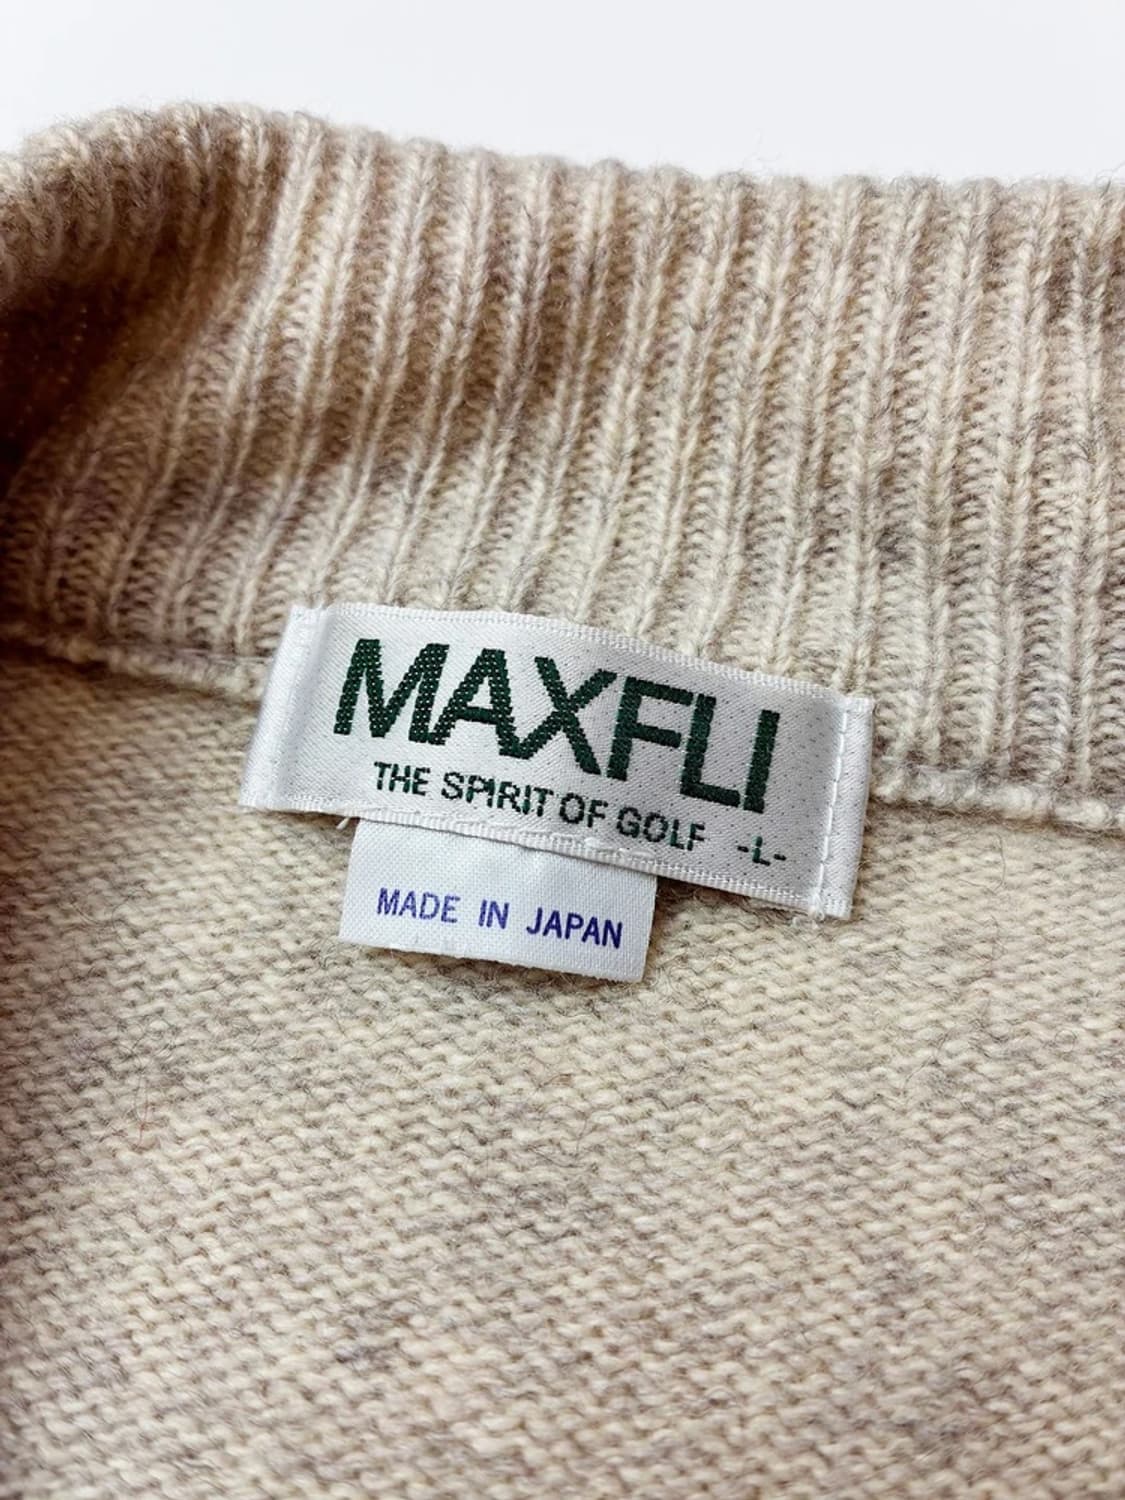 MAXFLI
THE SPIRIT OF GOLF -L-
MADE IN JAPAN